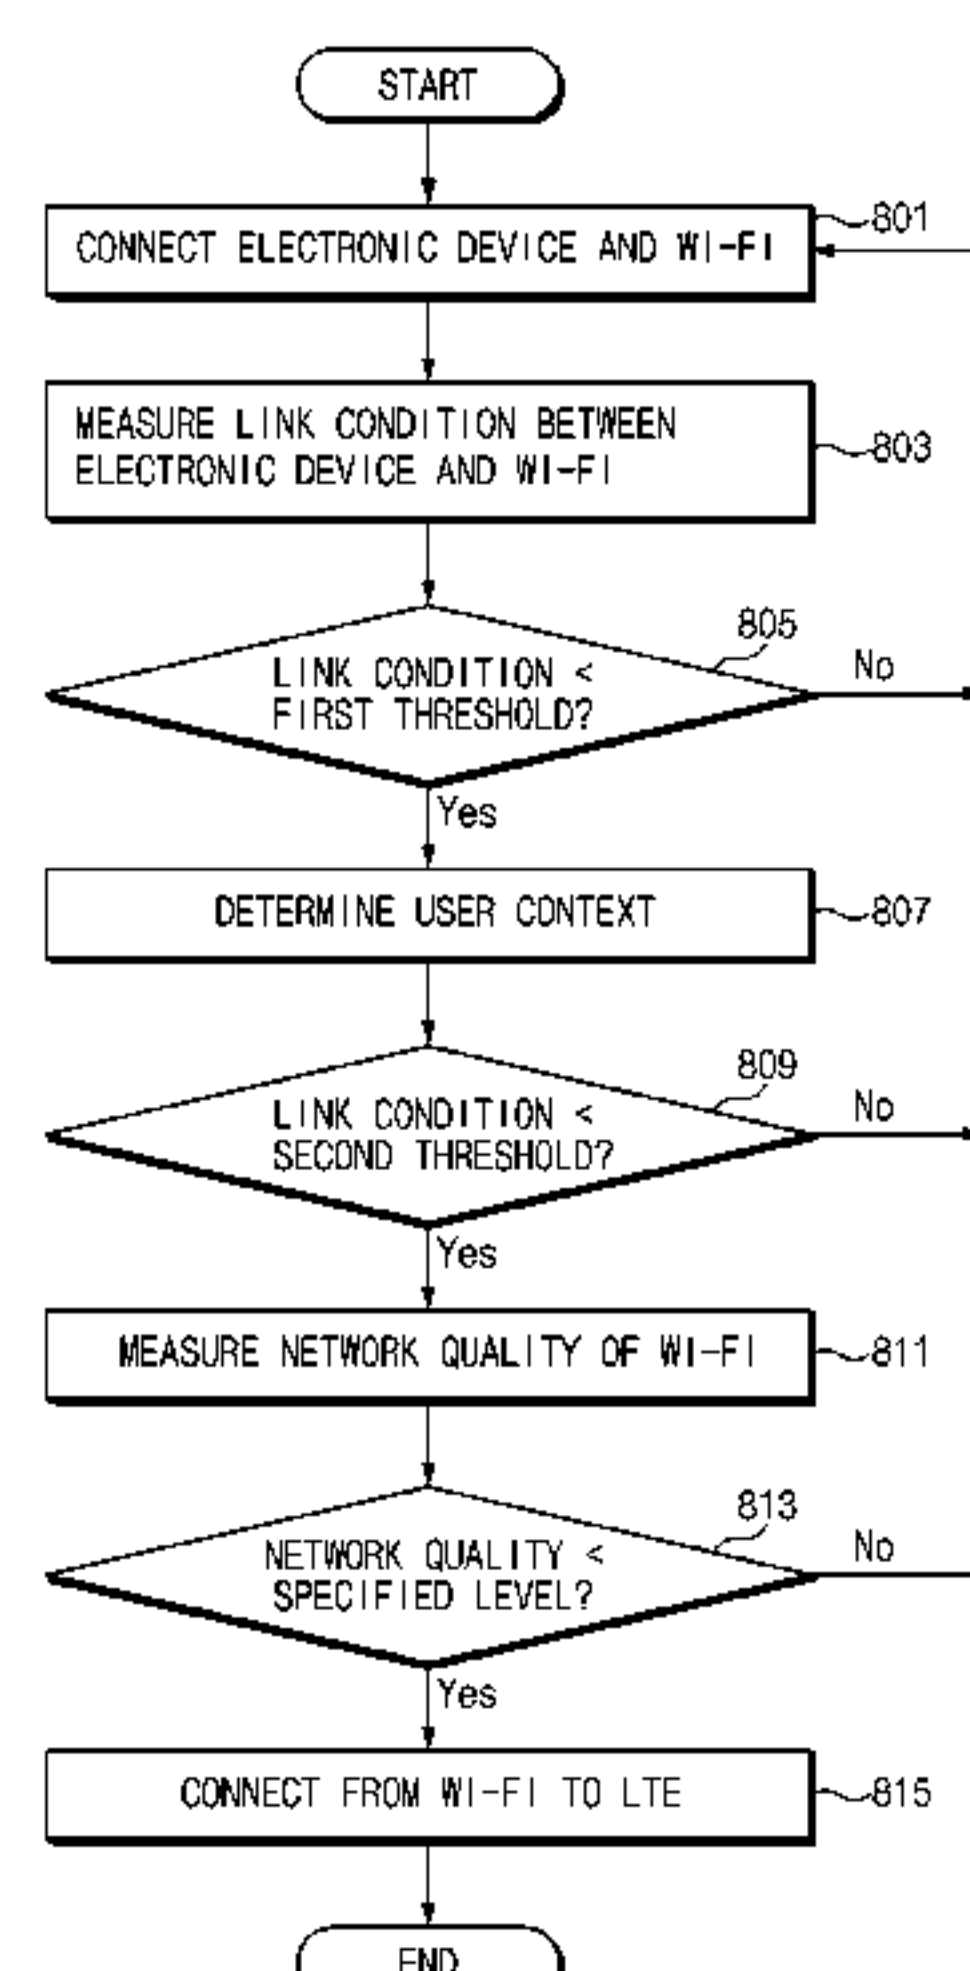 START
CONNECT ELECTRONIC DEVICE AND WI-FI
801
MEASURE LINK CONDITION BETWEEN
ELECTRONIC DEVICE AND WI-FI
803
805
LINK CONDITION <
FIRST THRESHOLD?
No
Yes
DETERMINE USER CONTEXT
807
809
LINK CONDITION <
SECOND THRESHOLD?
No
Yes
MEASURE NETWORK QUALITY OF WI-FI
811
813
NETWORK QUALITY <
SPECIFIED LEVEL?
No
Yes
CONNECT FROM WI-FI TO LTE
815
END